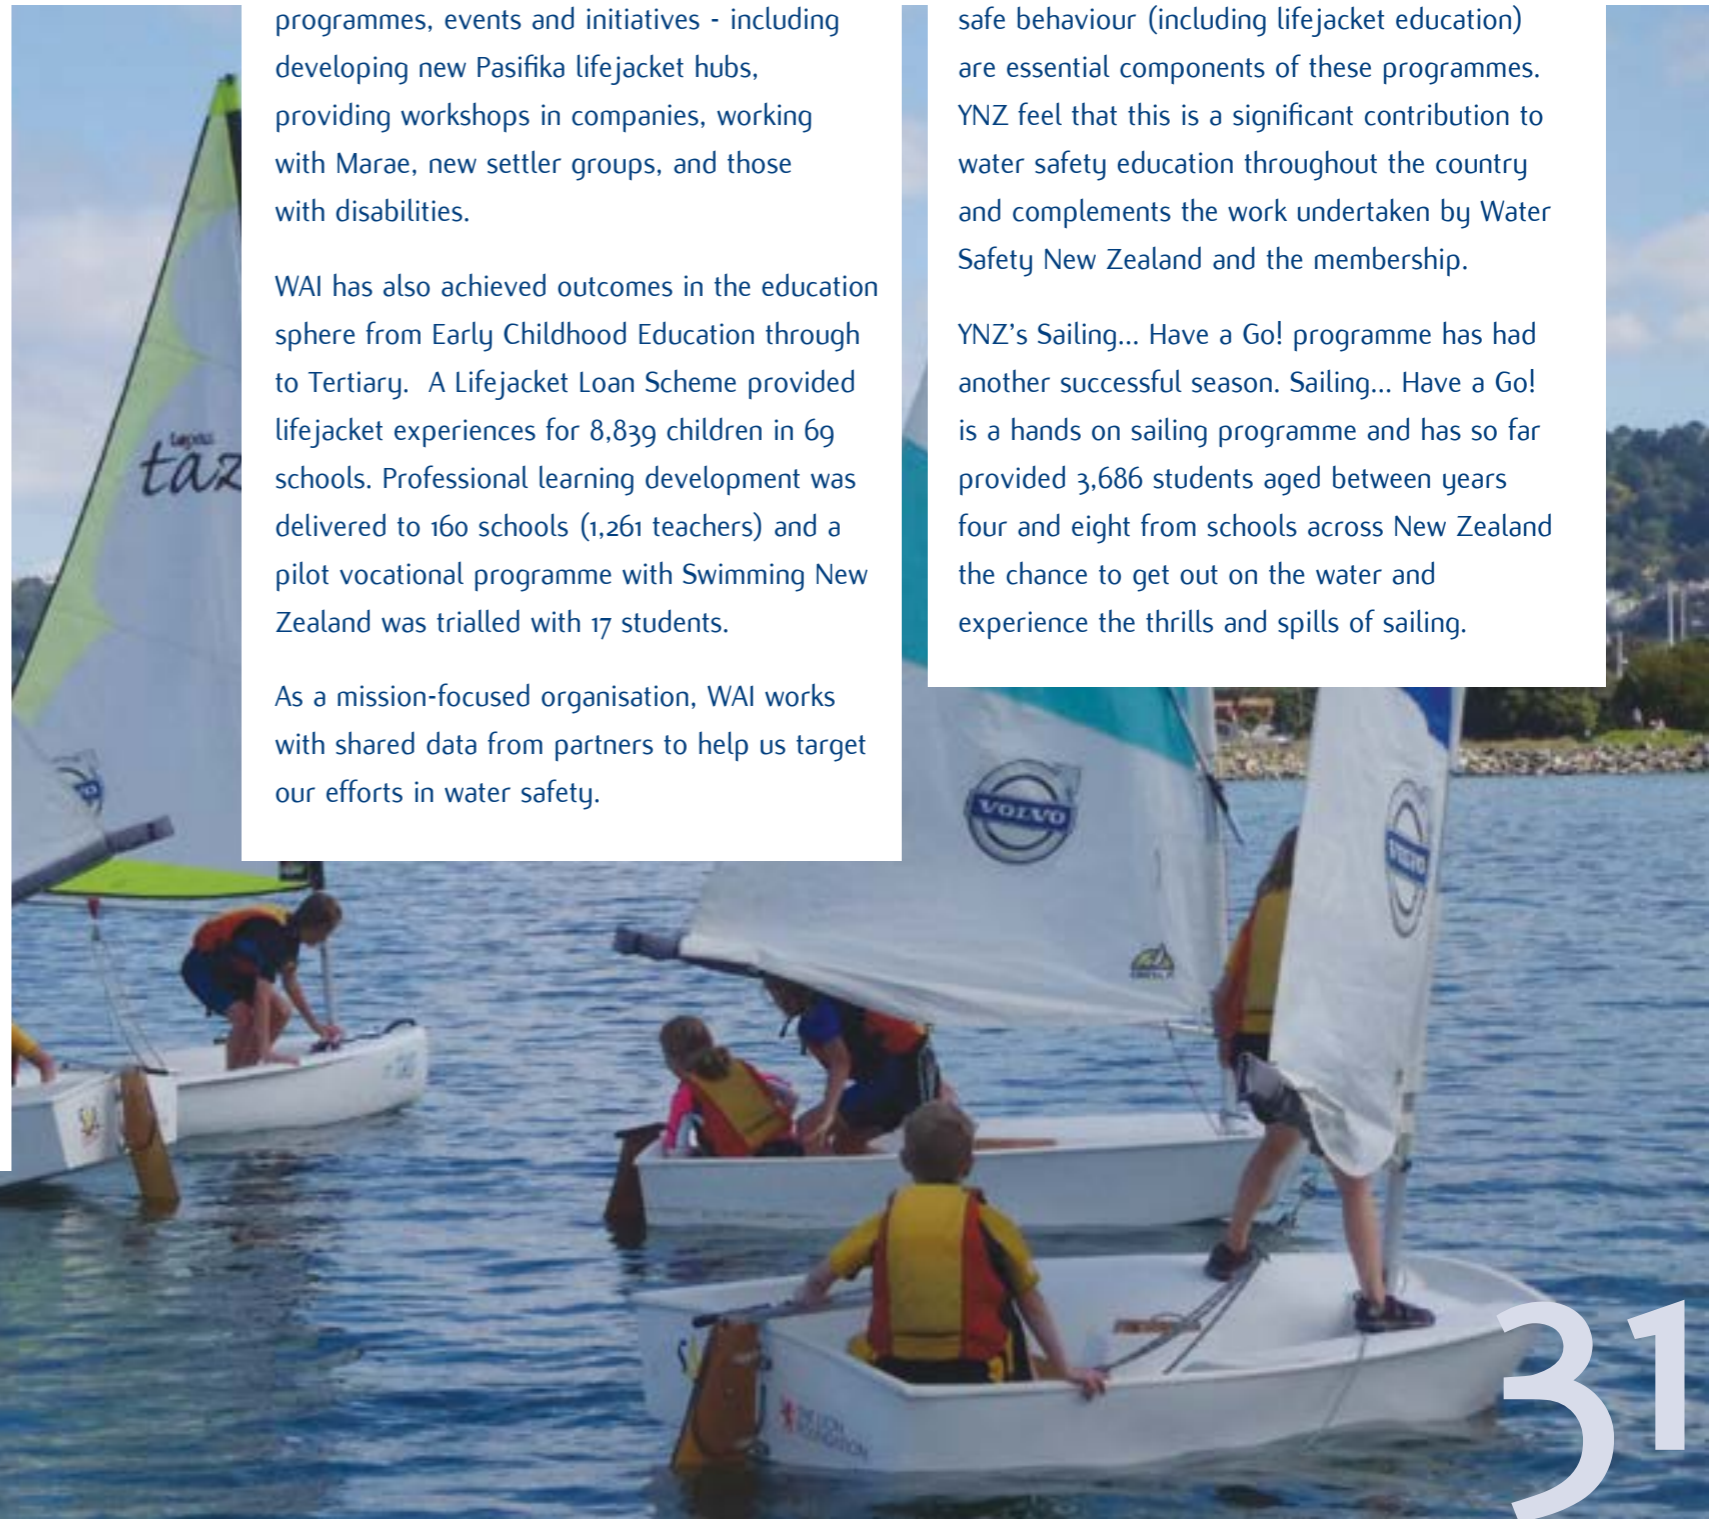 programmes, events and initiatives - including
developing new Pasifika lifejacket hubs,
providing workshops in companies, working
with Marae, new settler groups, and those
with disabilities.
WAI has also achieved outcomes in the education
sphere from Early Childhood Education through
to Tertiary. A Lifejacket Loan Scheme provided
lifejacket experiences for 8,839 children in 69
schools. Professional learning development was
delivered to 160 schools (1,261 teachers) and a
pilot vocational programme with Swimming New
Zealand was trialled with 17 students.
As a mission-focused organisation, WAI works
with shared data from partners to help us target
our efforts in water safety.
safe behaviour (including lifejacket education)
are essential components of these programmes.
YNZ feel that this is a significant contribution to
water safety education throughout the country
and complements the work undertaken by Water
Safety New Zealand and the membership.
YNZ's Sailing... Have a Go! programme has had
another successful season. Sailing... Have a Go!
is a hands on sailing programme and has so far
provided 3,686 students aged between years
four and eight from schools across New Zealand
the chance to get out on the water and
experience the thrills and spills of sailing.
taz
VOLVO
VOLVO
31